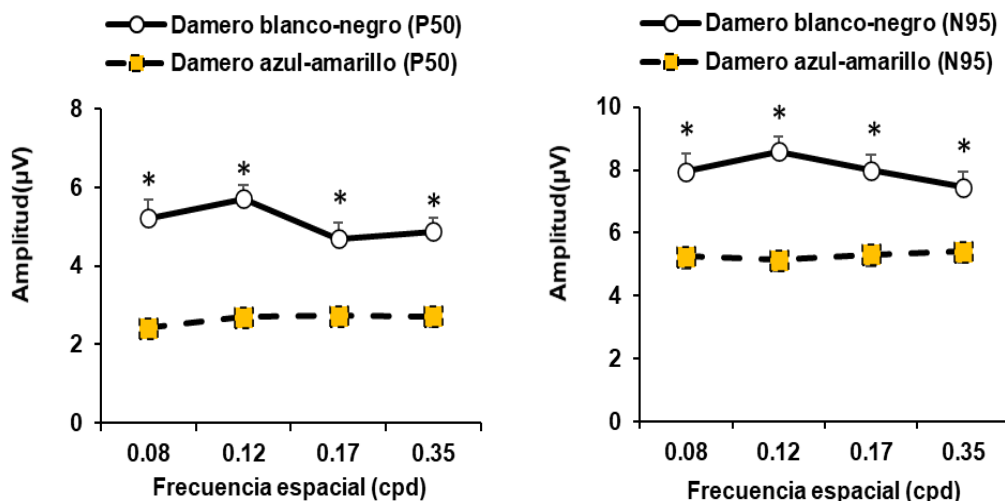 Damero blanco-negro (P50)
Damero azul-amarillo (P50)
8
6
4
2
0
Amplitud(µV)
*
*
*
*
0.08 0.12 0.17 0.35
Frecuencia espacial (cpd)
Damero blanco-negro (N95)
Damero azul-amarillo (N95)
10
8
6
4
2
0
Amplitud(µV)
*
*
*
*
0.08 0.12 0.17 0.35
Frecuencia espacial (cpd)